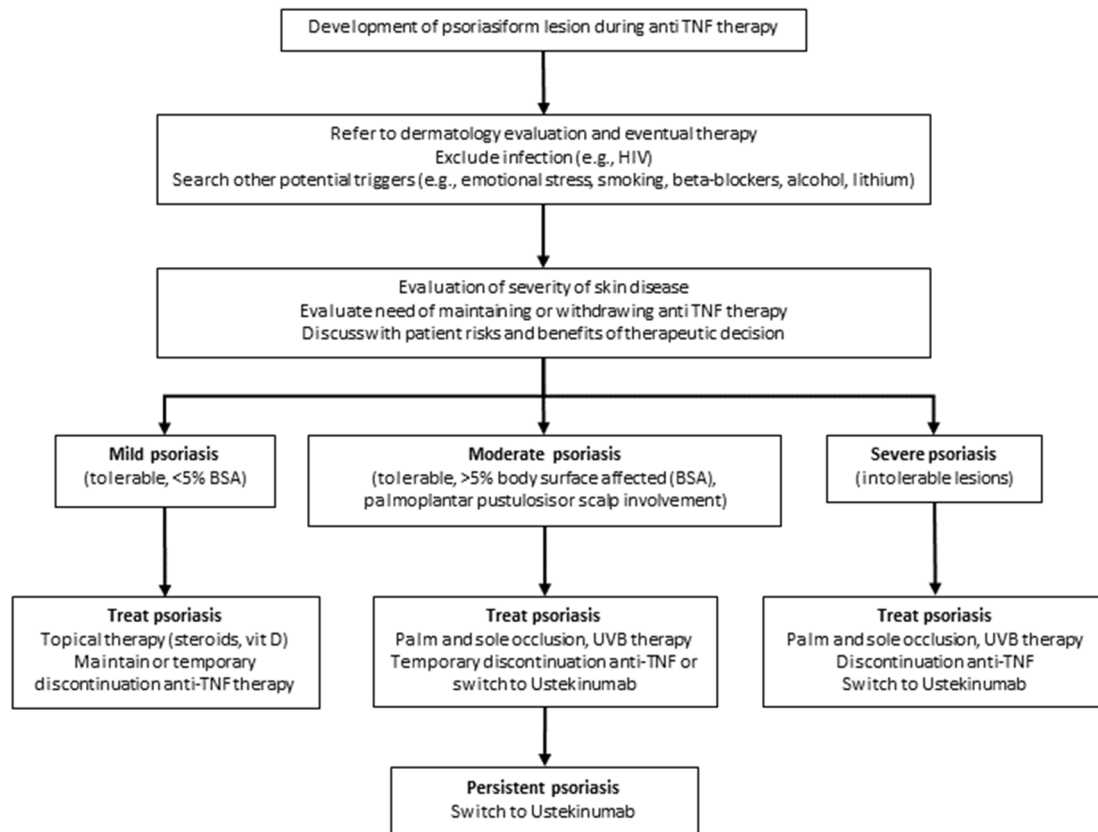 Development of psoriasiform lesion during anti TNF therapy
Refer to dermatology evaluation and eventual therapy
Exclude infection (e.g., HIV)
Search other potential triggers (e.g., emotional stress, smoking, beta-blockers, alcohol, lithium)
Evaluation of severity of skin disease
Evaluate need of maintaining or withdrawing anti TNF therapy
Discuss with patient risks and benefits of therapeutic decision
Mild psoriasis
(tolerable, <5% BSA)
Moderate psoriasis
(tolerable, >5% body surface affected (BSA),
palmoplantar pustulosis or scalp involvement)
Severe psoriasis
(intolerable lesions)
Treat psoriasis
Topical therapy (steroids, vit D)
Maintain or temporary
discontinuation anti-TNF therapy
Treat psoriasis
Palm and sole occlusion, UVB therapy
Temporary discontinuation anti-TNF or
switch to Ustekinumab
Treat psoriasis
Palm and sole occlusion, UVB therapy
Discontinuation anti-TNF
Switch to Ustekinumab
Persistent psoriasis
Switch to Ustekinumab